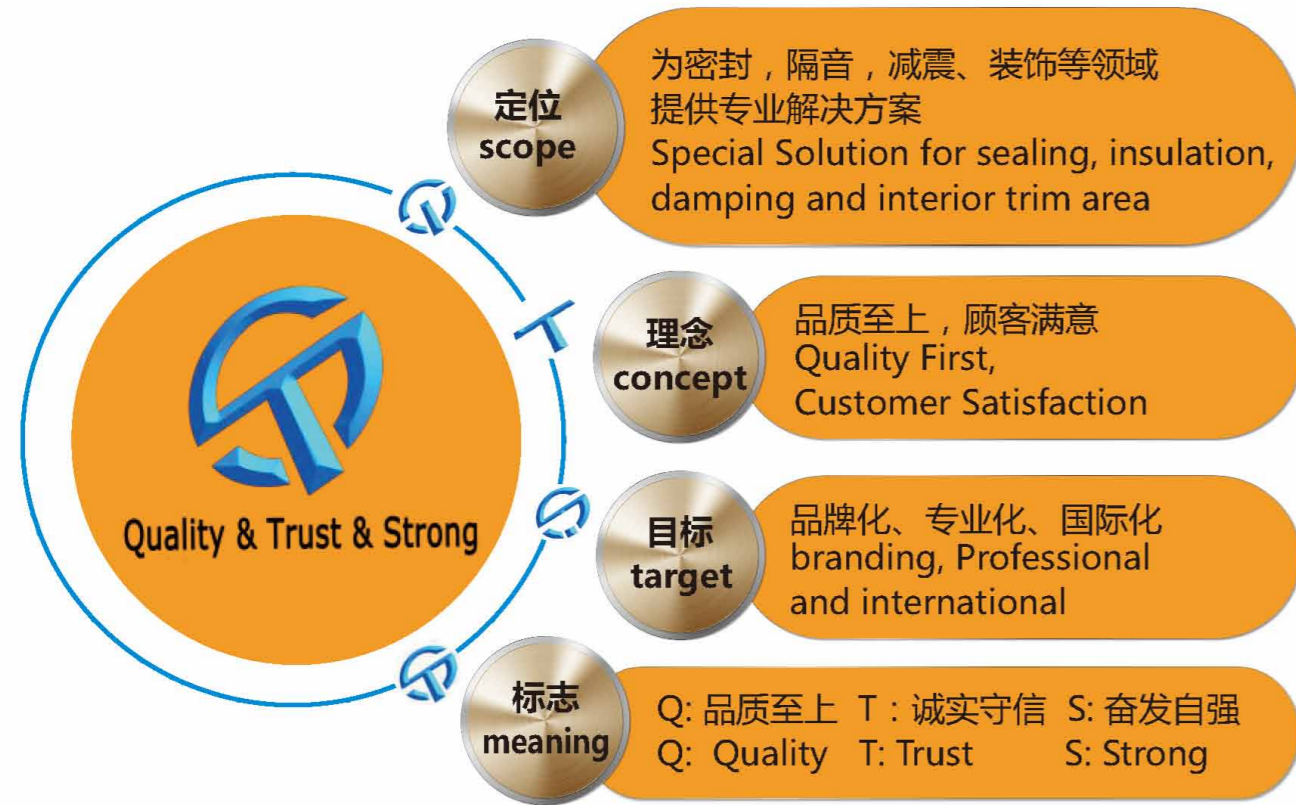 定位
scope
为密封，隔音，减震、装饰等领域
提供专业解决方案
Special Solution for sealing, insulation,
damping and interior trim area
理念
concept
品质至上，顾客满意
Quality First,
Customer Satisfaction
Quality & Trust & Strong
目标
target
品牌化、专业化、国际化
branding, Professional
and international
标志
meaning
Q: 品质至上 T：诚实守信 S: 奋发自强
Q: Quality T: Trust S: Strong